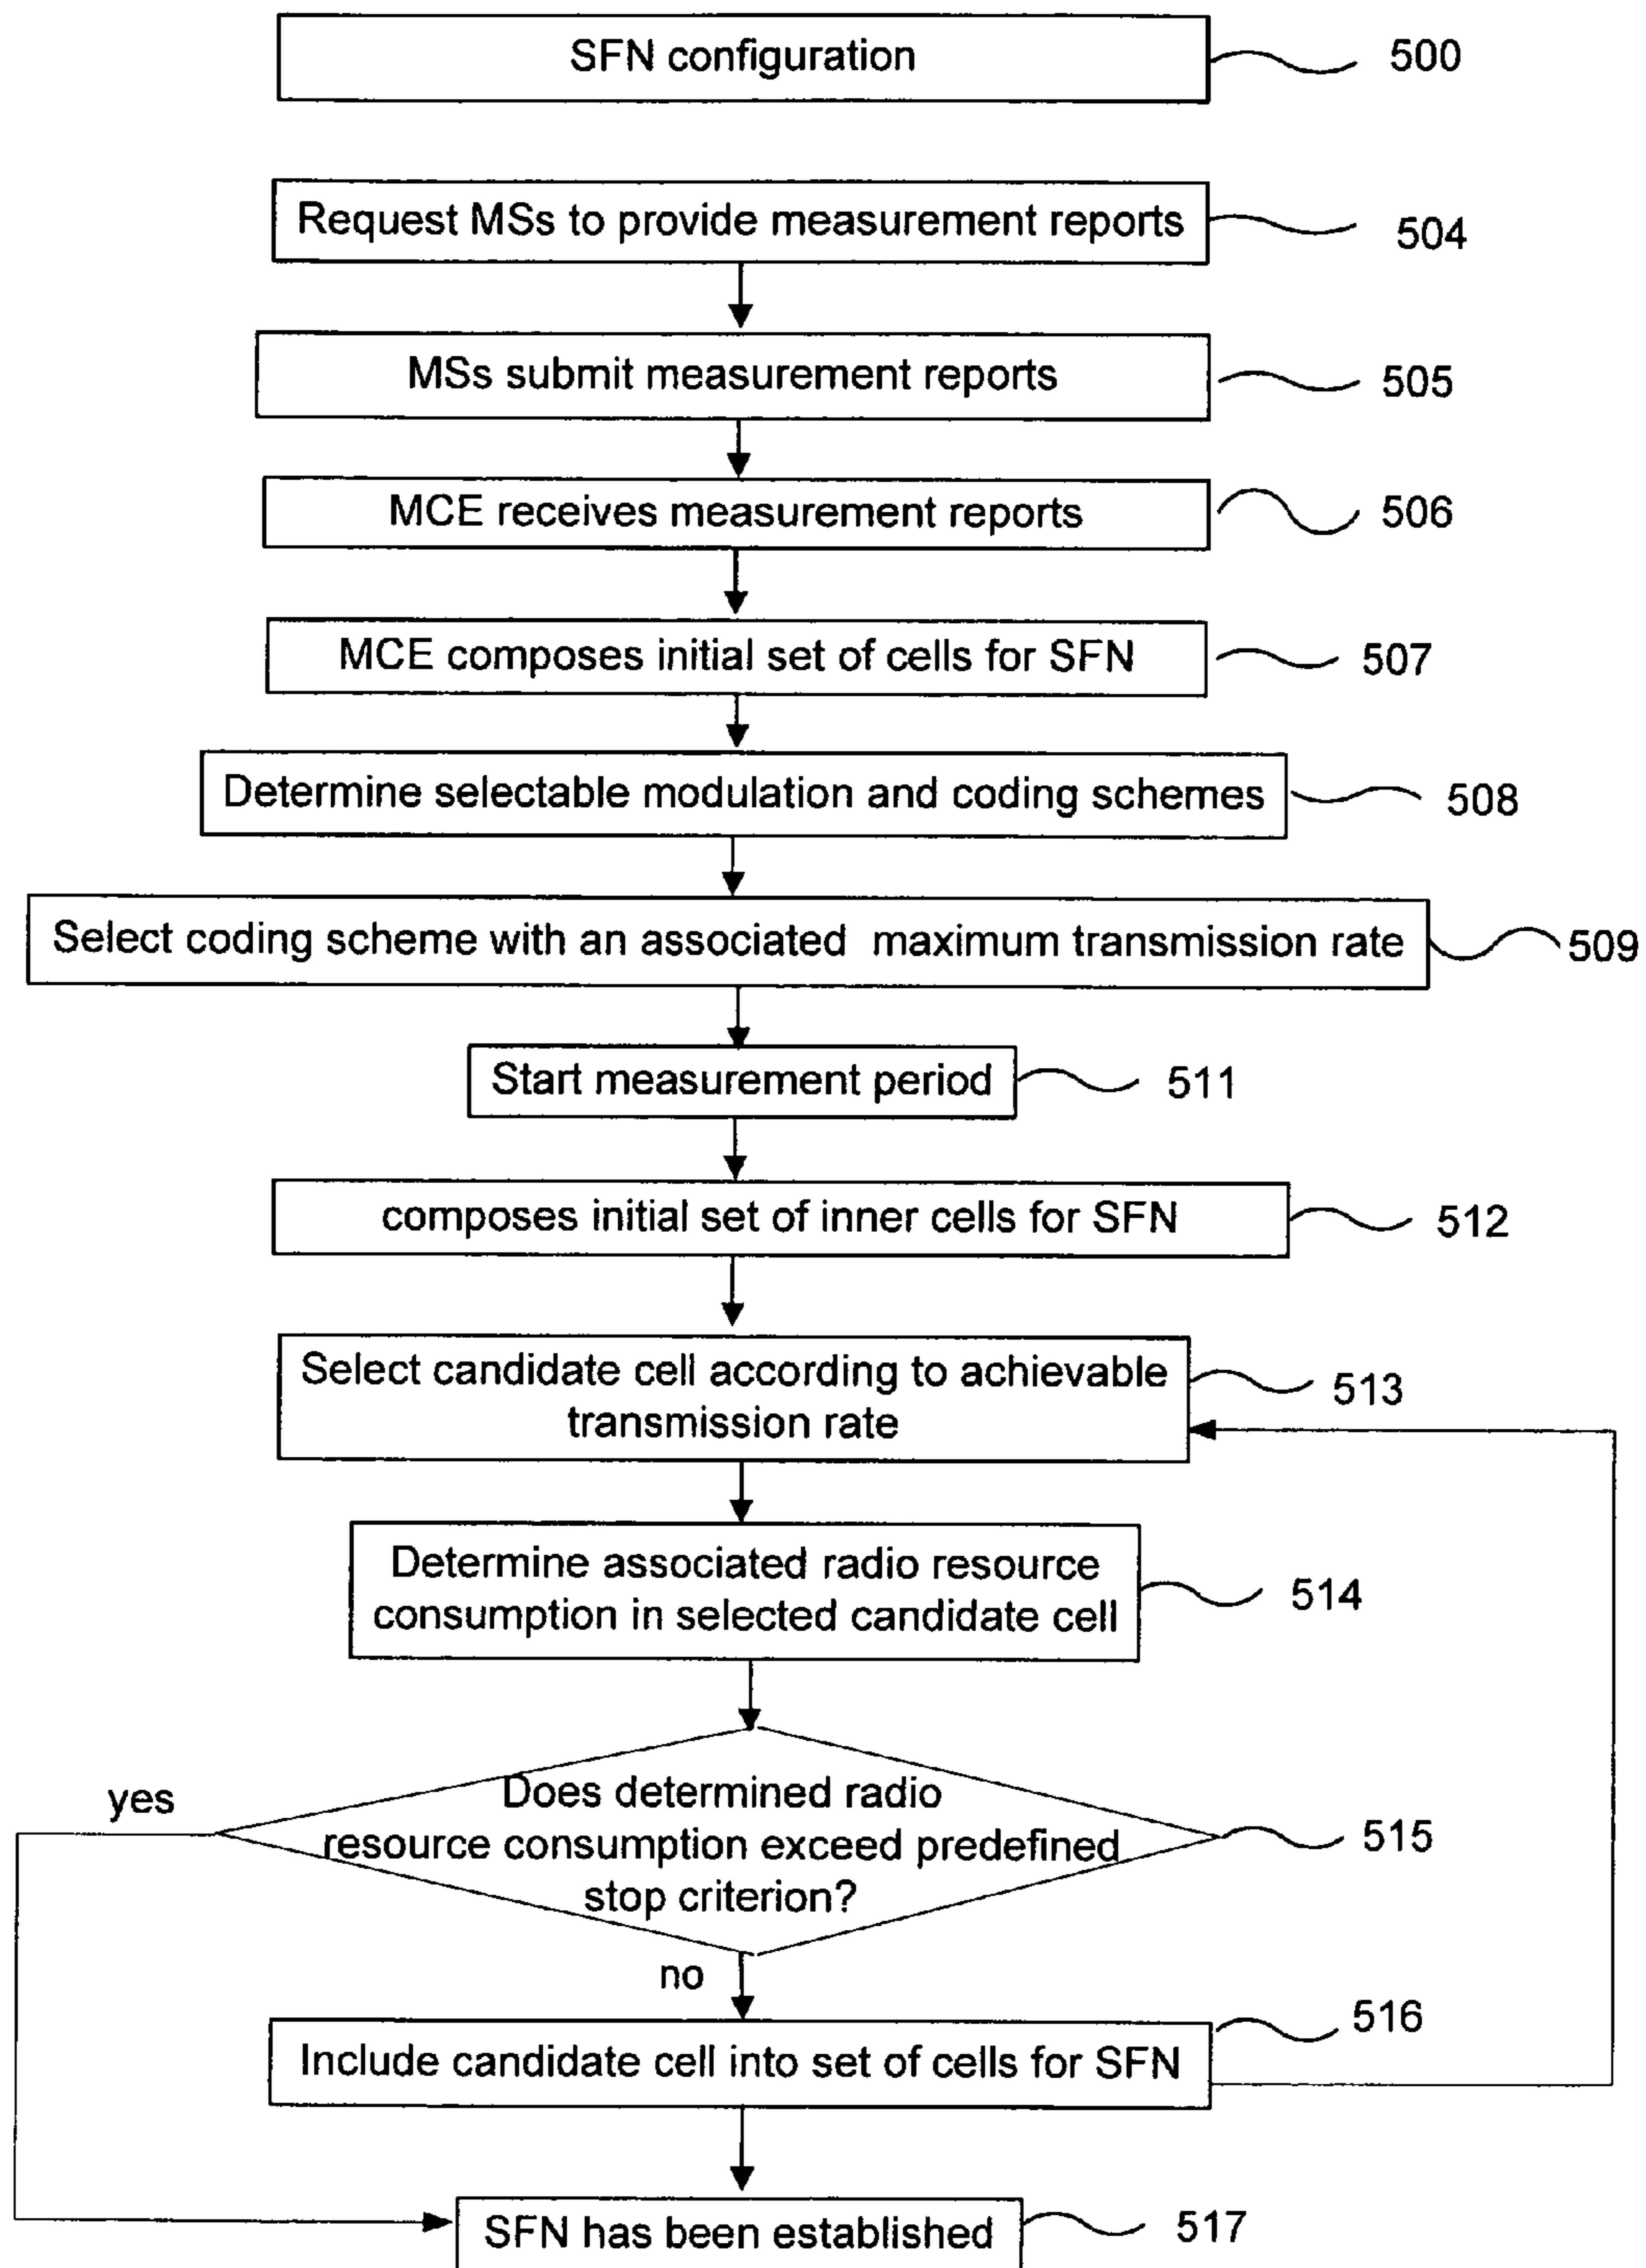 SFN configuration
500
Request MSs to provide measurement reports
504
MSs submit measurement reports
505
MCE receives measurement reports
506
MCE composes initial set of cells for SFN
507
Determine selectable modulation and coding schemes
508
Select coding scheme with an associated maximum transmission rate
509
Start measurement period
511
composes initial set of inner cells for SFN
512
Select candidate cell according to achievable
transmission rate
513
Determine associated radio resource
consumption in selected candidate cell
514
yes
Does determined radio
resource consumption exceed predefined
stop criterion?
515
no
516
Include candidate cell into set of cells for SFN
SFN has been established
517